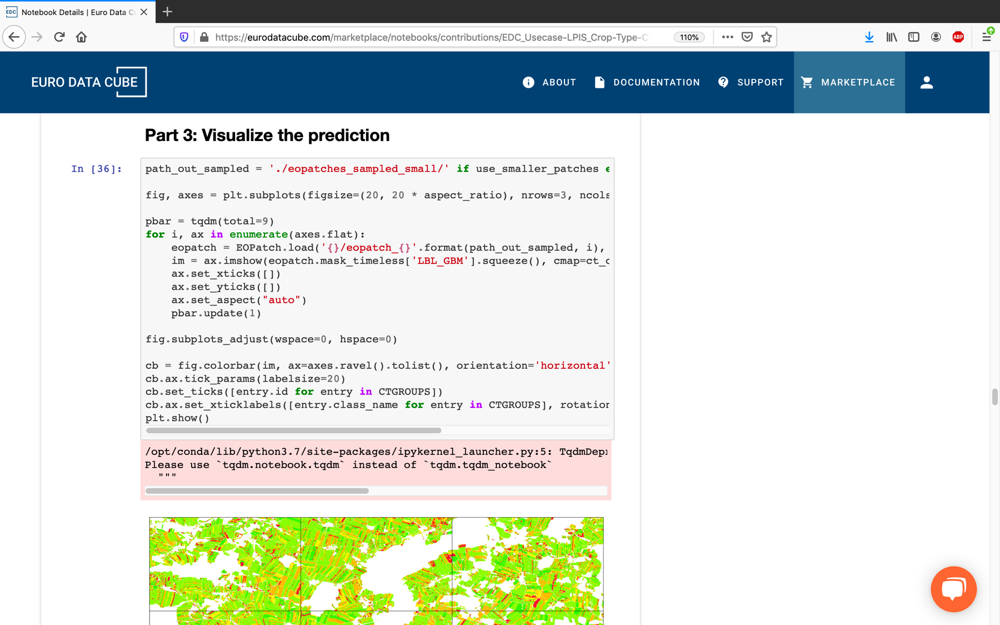 EDC Notebook Details | Euro Data C
https://eurodatacube.com/marketplace/notebooks/contributions/EDC_Usecase-LPIS_Crop-Type-C
110%
ABP
EURO DATA CUBE
ABOUT
DOCUMENTATION
SUPPORT
MARKETPLACE
Part 3: Visualize the prediction
In [36]:
path_out_sampled = './eopatches_sampled_small/' if use_smaller_patches e
fig, axes = plt.subplots(figsize=(20, 20 * aspect_ratio), nrows=3, ncols
pbar = tqdm(total=9)
for i, ax in enumerate(axes.flat):
    eopatch = EOPatch.load('{}/eopatch_{}'.format(path_out_sampled, i),
    im = ax.imshow(eopatch.mask_timeless['LBL_GBM'].squeeze(), cmap=ct_c
    ax.set_xticks([])
    ax.set_yticks([])
    ax.set_aspect("auto")
    pbar.update(1)
fig.subplots_adjust(wspace=0, hspace=0)
cb = fig.colorbar(im, ax=axes.ravel().tolist(), orientation='horizontal'
cb.ax.tick_params(labelsize=20)
cb.set_ticks([entry.id for entry in CTGROUPS])
cb.ax.set_xticklabels([entry.class_name for entry in CTGROUPS], rotation
plt.show()
/opt/conda/lib/python3.7/site-packages/ipykernel_launcher.py:5: TqdmDepr
Please use `tqdm.notebook.tqdm` instead of `tqdm.tqdm_notebook`
  """